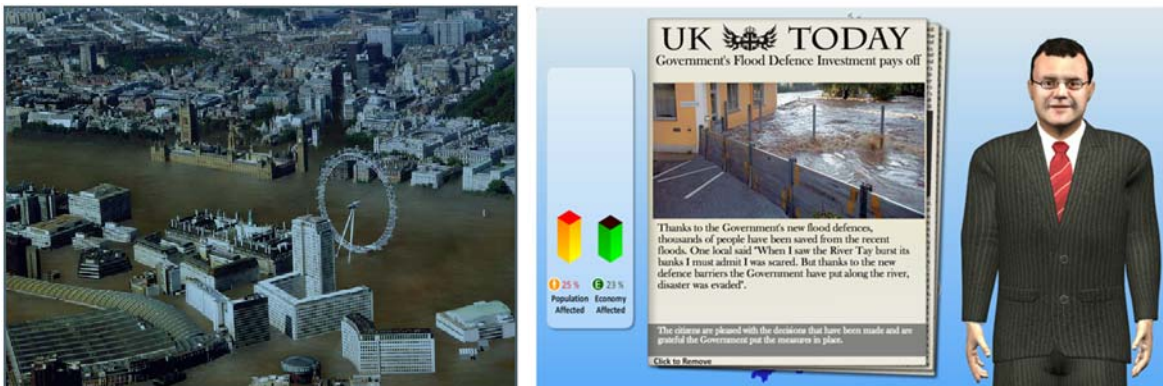 UK TODAY
Government's Flood Defence Investment pays off
Thanks to the Government's new flood defences,
thousands of people have been saved from the recent
floods. One local said "When I saw the River Tay burst its
banks I must admit I was scared. But thanks to the new
defence barriers the Government have put along the river,
disaster was evaded".
The citizens are pleased with the decisions that have been made and are
grateful the Government put the measures in place.
Click to Remove
25 % E 23 %
Population Economy
Affected Affected